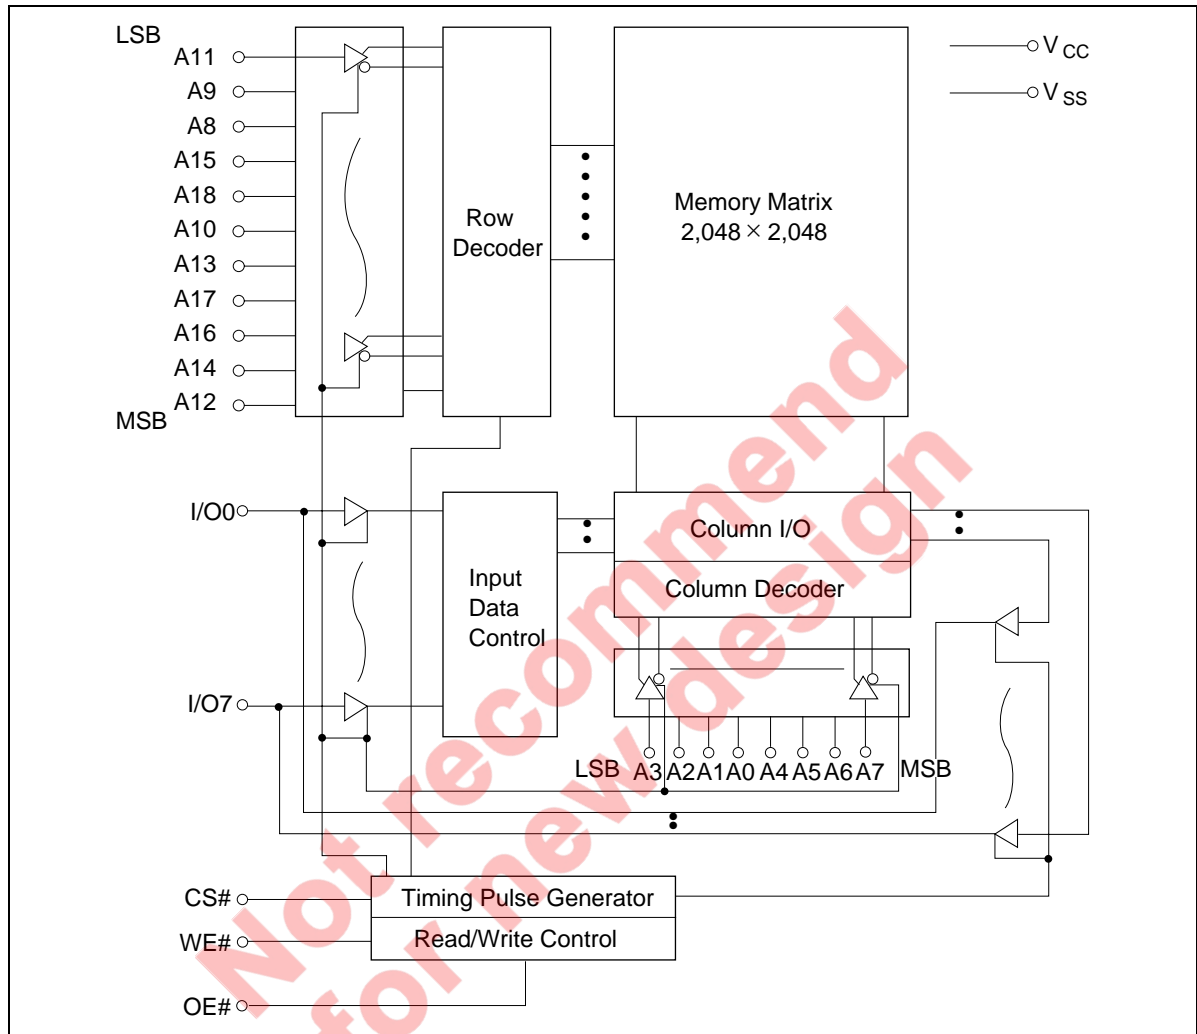 LSB
A11
A9
A8
A15
A18
A10
A13
A17
A16
A14
A12
MSB
Row
Decoder
Memory Matrix
2,048 × 2,048
V CC
V SS
I/O0
I/O7
Input
Data
Control
Column I/O
Column Decoder
LSB A3 A2 A1 A0 A4 A5 A6 A7 MSB
CS#
WE#
OE#
Timing Pulse Generator
Read/Write Control
Not recommend
for new design